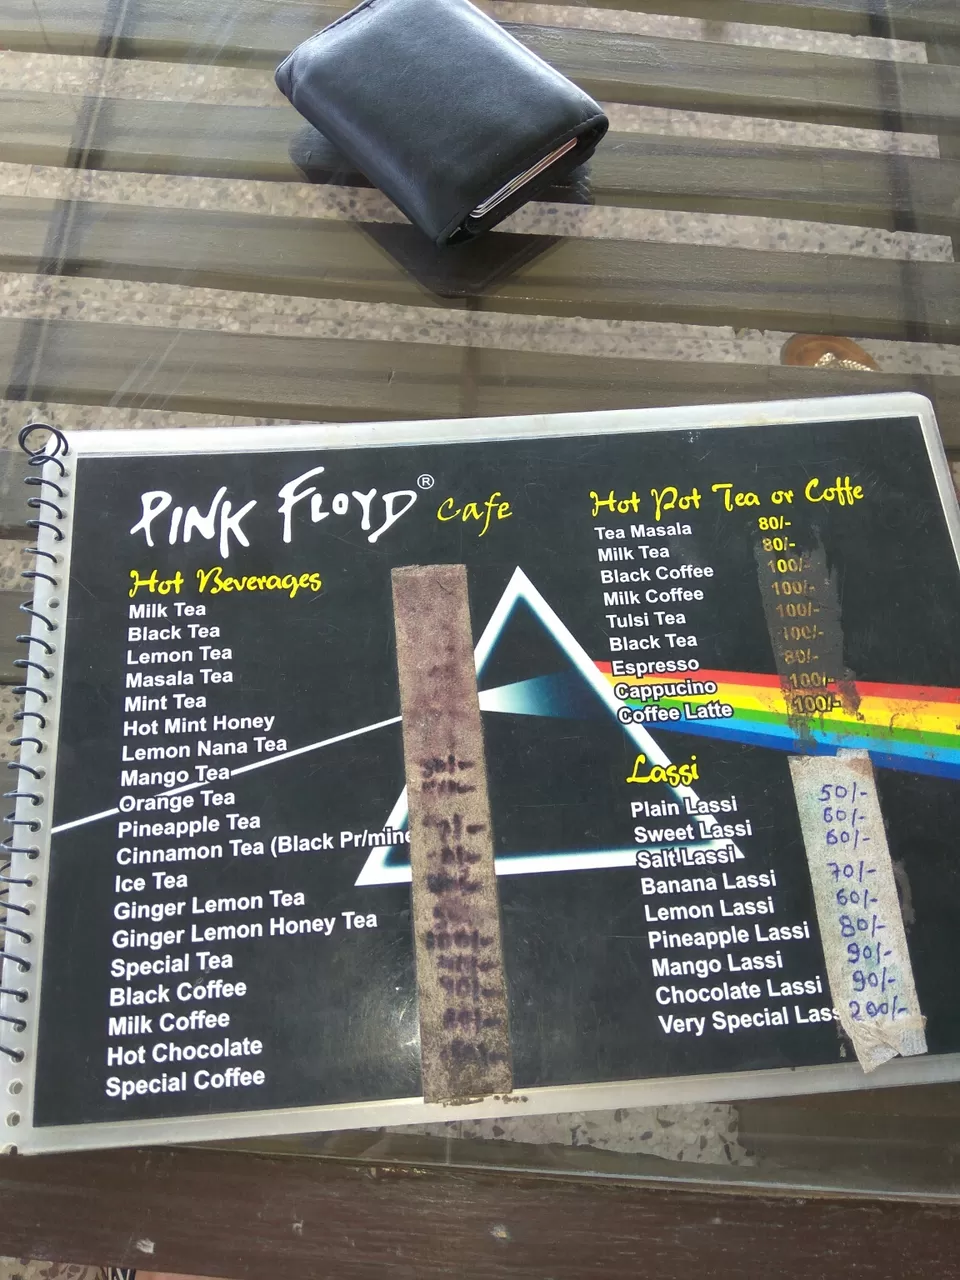 PINK FLOYD® Cafe
Hot Beverages
Milk Tea
Black Tea
Lemon Tea
Masala Tea
Mint Tea
Hot Mint Honey
Lemon Nana Tea
Mango Tea
Orange Tea
Pineapple Tea
Cinnamon Tea (Black Pr/mine
Ice Tea
Ginger Lemon Tea
Ginger Lemon Honey Tea
Special Tea
Black Coffee
Milk Coffee
Hot Chocolate
Special Coffee
Hot Pot Tea or Coffe
Tea Masala 80/-
Milk Tea 80/-
Black Coffee 100/-
Milk Coffee 100/-
Tulsi Tea 100/-
Black Tea 100/-
Espresso 80/-
Cappucino 100/-
Coffee Latte 100/-
Lassi
Plain Lassi 50/-
Sweet Lassi 60/-
Salt Lassi 60/-
Banana Lassi 70/-
Lemon Lassi 60/-
Pineapple Lassi 80/-
Mango Lassi 90/-
Chocolate Lassi 90/-
Very Special Lass 200/-